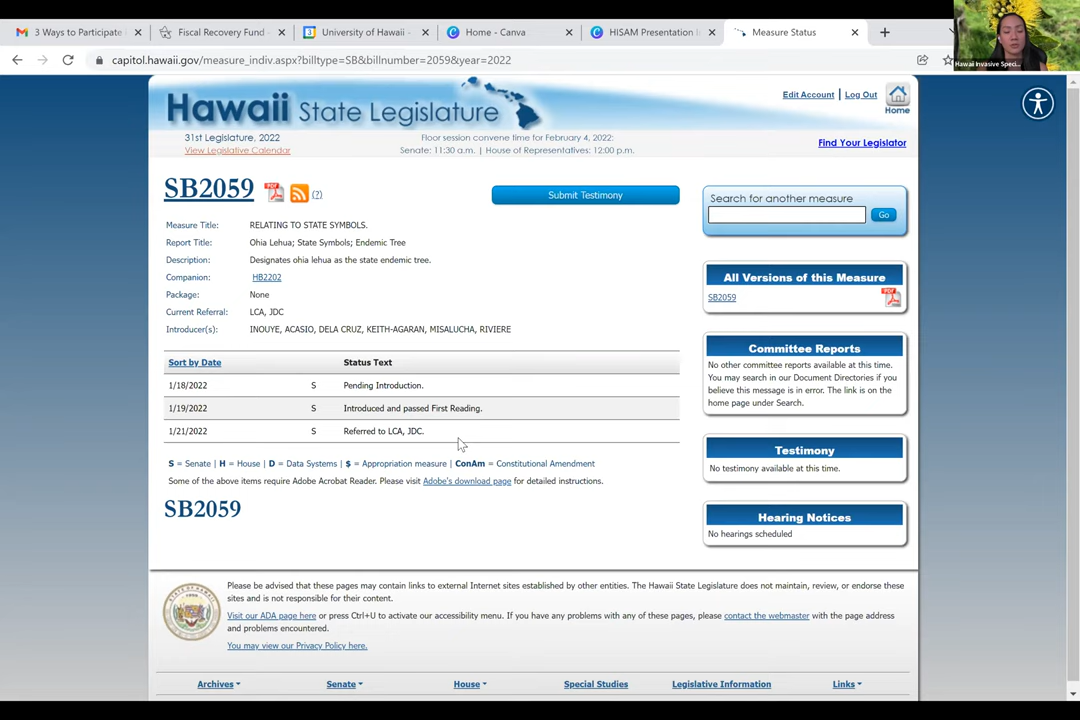 3 Ways to Participate
Fiscal Recovery Fund -
University of Hawaii -
Home - Canva
HISAM Presentation I
Measure Status
capitol.hawaii.gov/measure_indiv.aspx?billtype=SB&billnumber=2059&year=2022
Hawaii Invasive Speci...
Hawaii State Legislature
Edit Account | Log Out
Home
31st Legislature, 2022
View Legislative Calendar
Floor session convene time for February 4, 2022:
Senate: 11:30 a.m. | House of Representatives: 12:00 p.m.
Find Your Legislator
SB2059 PDF (?)
Submit Testimony
Search for another measure
Go
Measure Title: RELATING TO STATE SYMBOLS.
Report Title: Ohia Lehua; State Symbols; Endemic Tree
Description: Designates ohia lehua as the state endemic tree.
Companion: HB2202
Package: None
Current Referral: LCA, JDC
Introducer(s): INOUYE, ACASIO, DELA CRUZ, KEITH-AGARAN, MISALUCHA, RIVIERE
All Versions of this Measure
SB2059 PDF
Sort by Date Status Text
1/18/2022 S Pending Introduction.
1/19/2022 S Introduced and passed First Reading.
1/21/2022 S Referred to LCA, JDC.
Committee Reports
No other committee reports available at this time.
You may search in our Document Directories if you
believe this message is in error. The link is on the
home page under Search.
Testimony
No testimony available at this time.
Hearing Notices
No hearings scheduled
S = Senate | H = House | D = Data Systems | $ = Appropriation measure | ConAm = Constitutional Amendment
Some of the above items require Adobe Acrobat Reader. Please visit Adobe's download page for detailed instructions.
SB2059
Please be advised that these pages may contain links to external Internet sites established by other entities. The Hawaii State Legislature does not maintain, review, or endorse these
sites and is not responsible for their content.
Visit our ADA page here or press Ctrl+U to activate our accessibility menu. If you have any problems with any of these pages, please contact the webmaster with the page address
and problems encountered.
You may view our Privacy Policy here.
Archives Senate House Special Studies Legislative Information Links